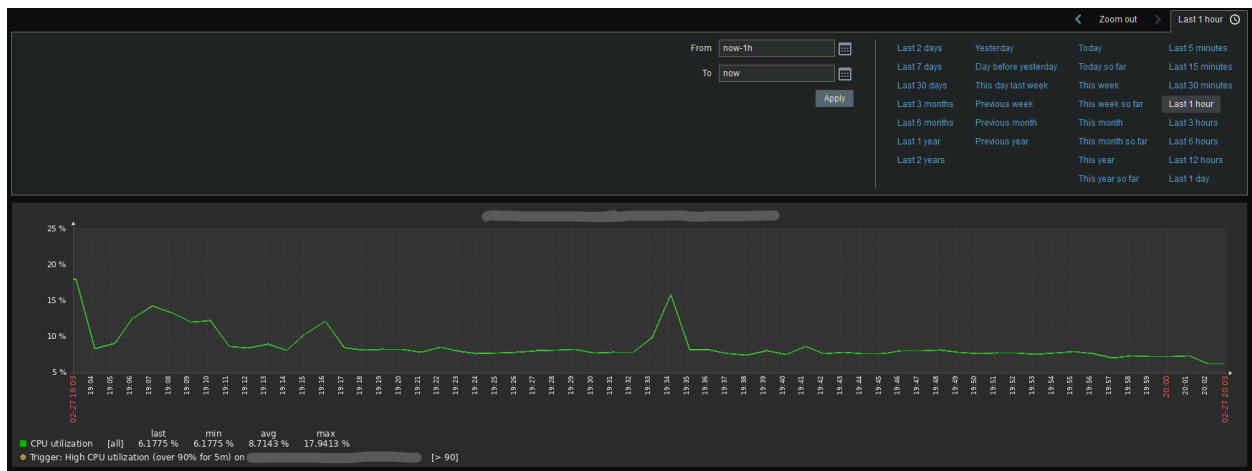 Zoom out Last 1 hour
From now-1h Last 2 days Yesterday Today Last 5 minutes
Last 7 days Day before yesterday Today so far Last 15 minutes
To now
Last 30 days This day last week This week Last 30 minutes
Apply Last 3 months Previous week This week so far Last 1 hour
Last 6 months Previous month This month Last 3 hours
Last 1 year Previous year This month so far Last 6 hours
Last 2 years This year Last 12 hours
This year so far Last 1 day
25 %
20 %
15 %
10 %
5 %
02-27 19:03 19:04 19:05 19:06 19:07 19:08 19:09 19:10 19:11 19:12 19:13 19:14 19:15 19:16 19:17 19:18 19:19 19:20 19:21 19:22 19:23 19:24 19:25 19:26 19:27 19:28 19:29 19:30 19:31 19:32 19:33 19:34 19:35 19:36 19:37 19:38 19:39 19:40 19:41 19:42 19:43 19:44 19:45 19:46 19:47 19:48 19:49 19:50 19:51 19:52 19:53 19:54 19:55 19:56 19:57 19:58 19:59 20:00 20:01 20:02 02-27 20:03
last min avg max
CPU utilization [all] 6.1775 % 6.1775 % 8.7143 % 17.9413 %
Trigger: High CPU utilization (over 90% for 5m) on [> 90]